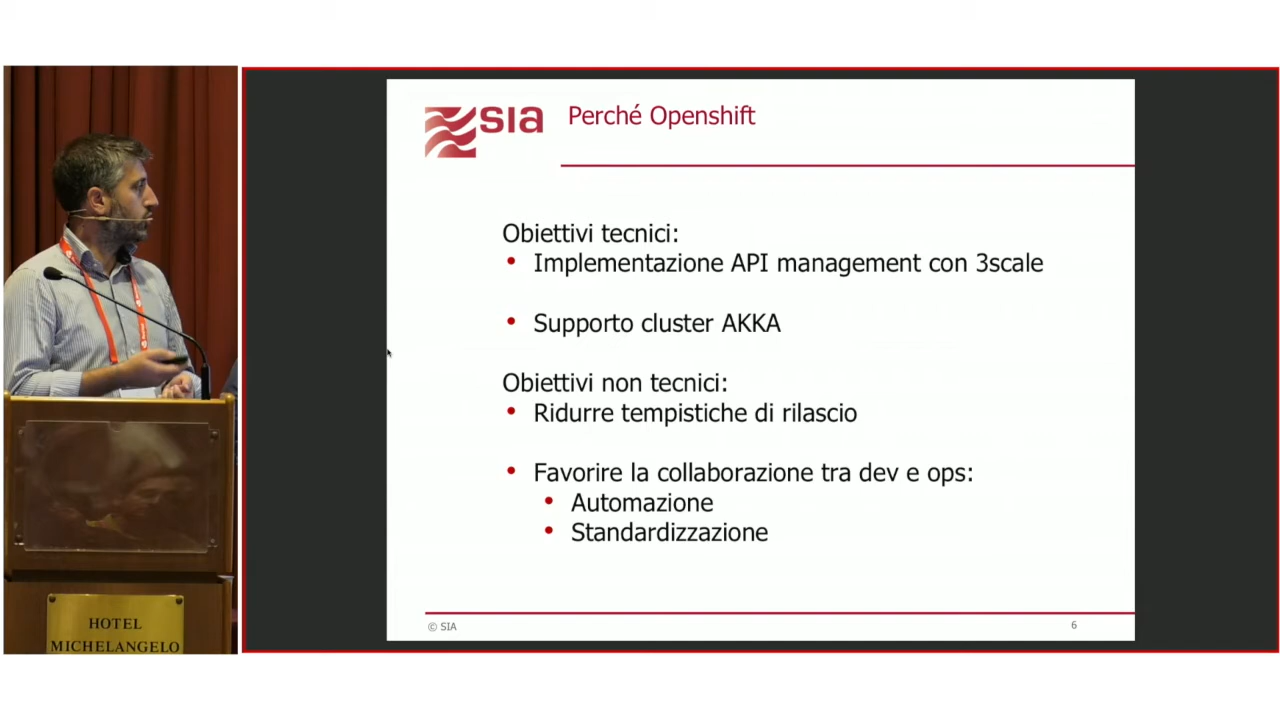 sia
Perché Openshift
Obiettivi tecnici:
• Implementazione API management con 3scale
• Supporto cluster AKKA
Obiettivi non tecnici:
• Ridurre tempistiche di rilascio
• Favorire la collaborazione tra dev e ops:
• Automazione
• Standardizzazione
© SIA
6
HOTEL
MICHELANGELO